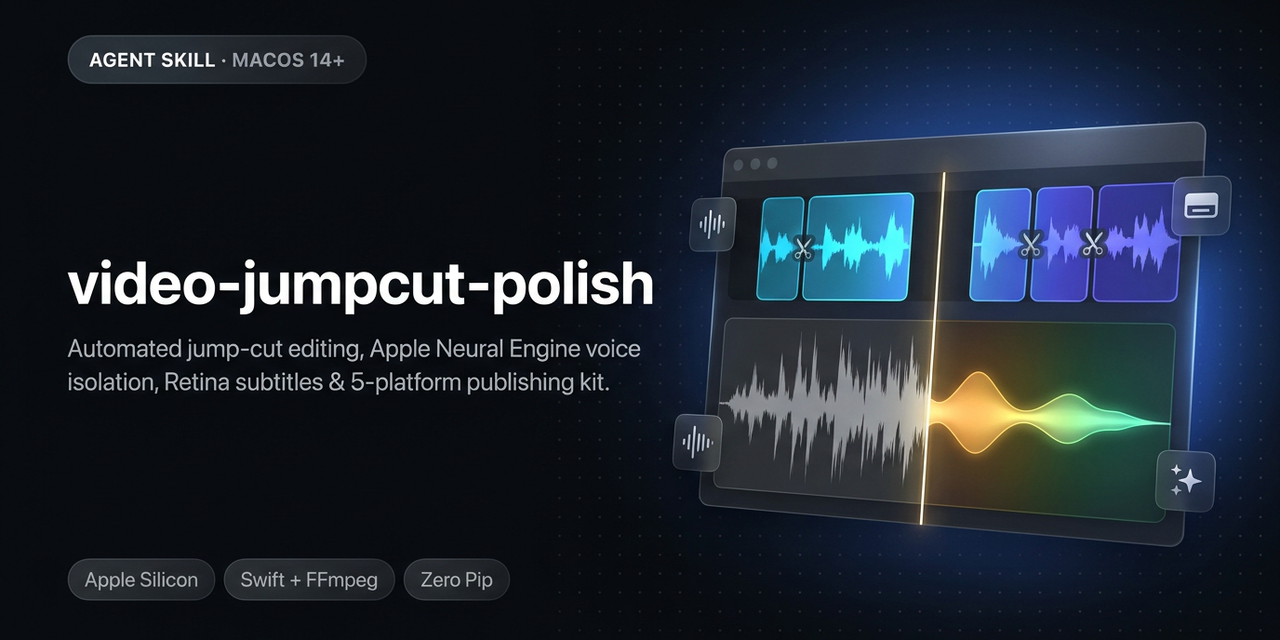 AGENT SKILL · MACOS 14+
video-jumpcut-polish
Automated jump-cut editing, Apple Neural Engine voice
isolation, Retina subtitles & 5-platform publishing kit.
Apple Silicon
Swift + FFmpeg
Zero Pip